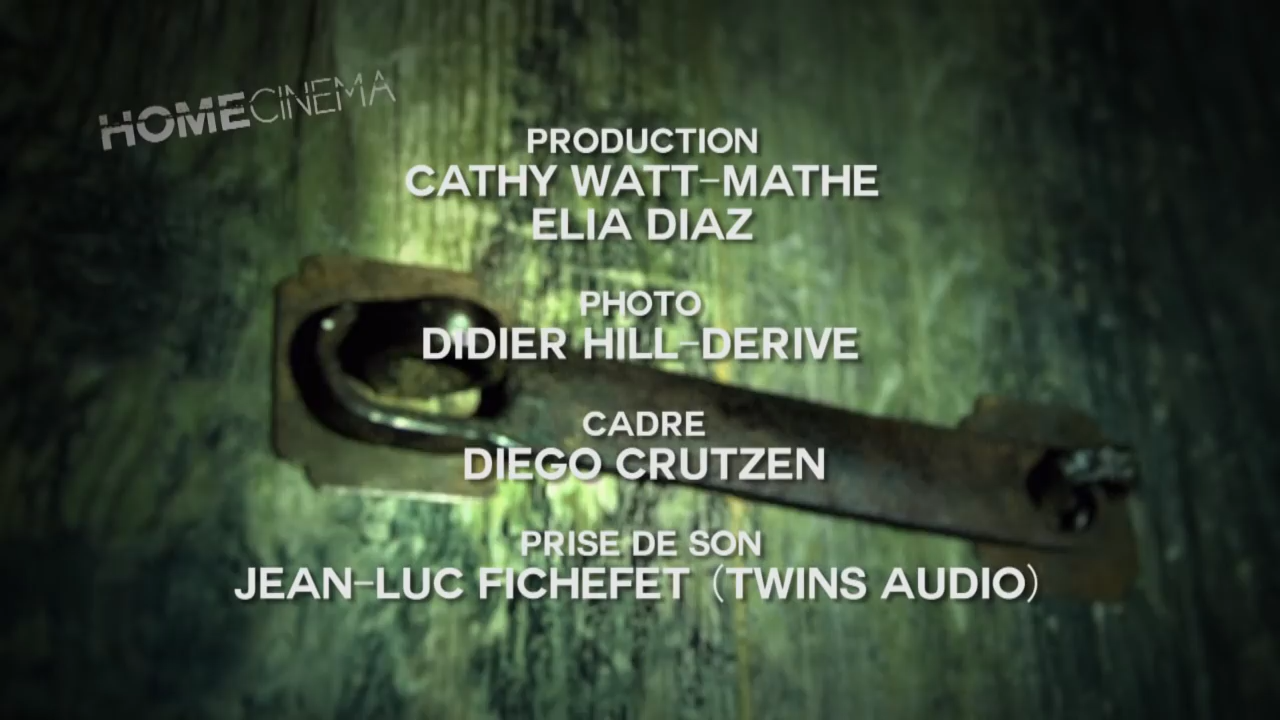 HOMECINEMA
PRODUCTION
CATHY WATT-MATHE
ELIA DIAZ
PHOTO
DIDIER HILL-DERIVE
CADRE
DIEGO CRUTZEN
PRISE DE SON
JEAN-LUC FICHEFET (TWINS AUDIO)